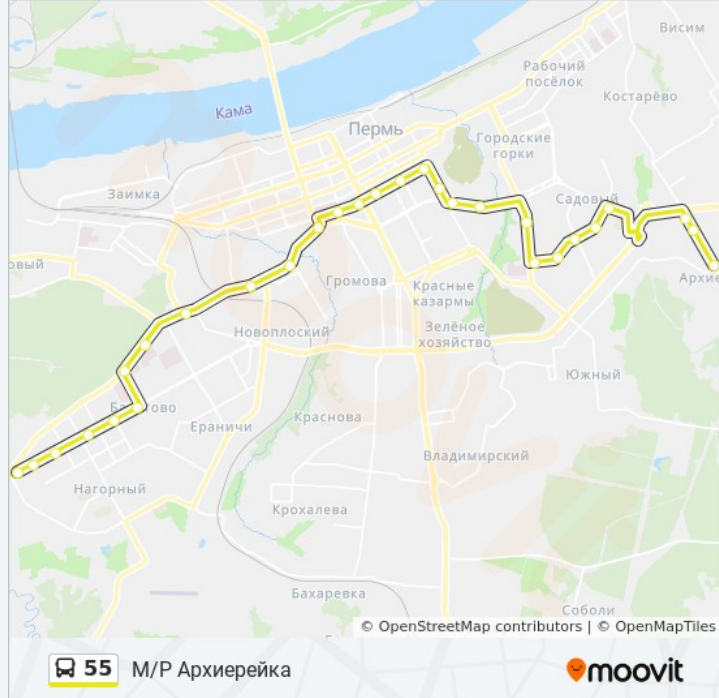 Висим
Рабочий
посёлок
Костарёво
Кама
Пермь
Городские
горки
Заимка
Садовый
овый
Архие
Громова
Красные
казармы
Новоплоский
Зелёное
хозяйство
Южный
Краснова
Ераничи
Владимирский
Нагорный
Крохалева
Бахаревка
Соболи
© OpenStreetMap contributors | © OpenMapTiles
55 М/Р Архиерейка
moovit